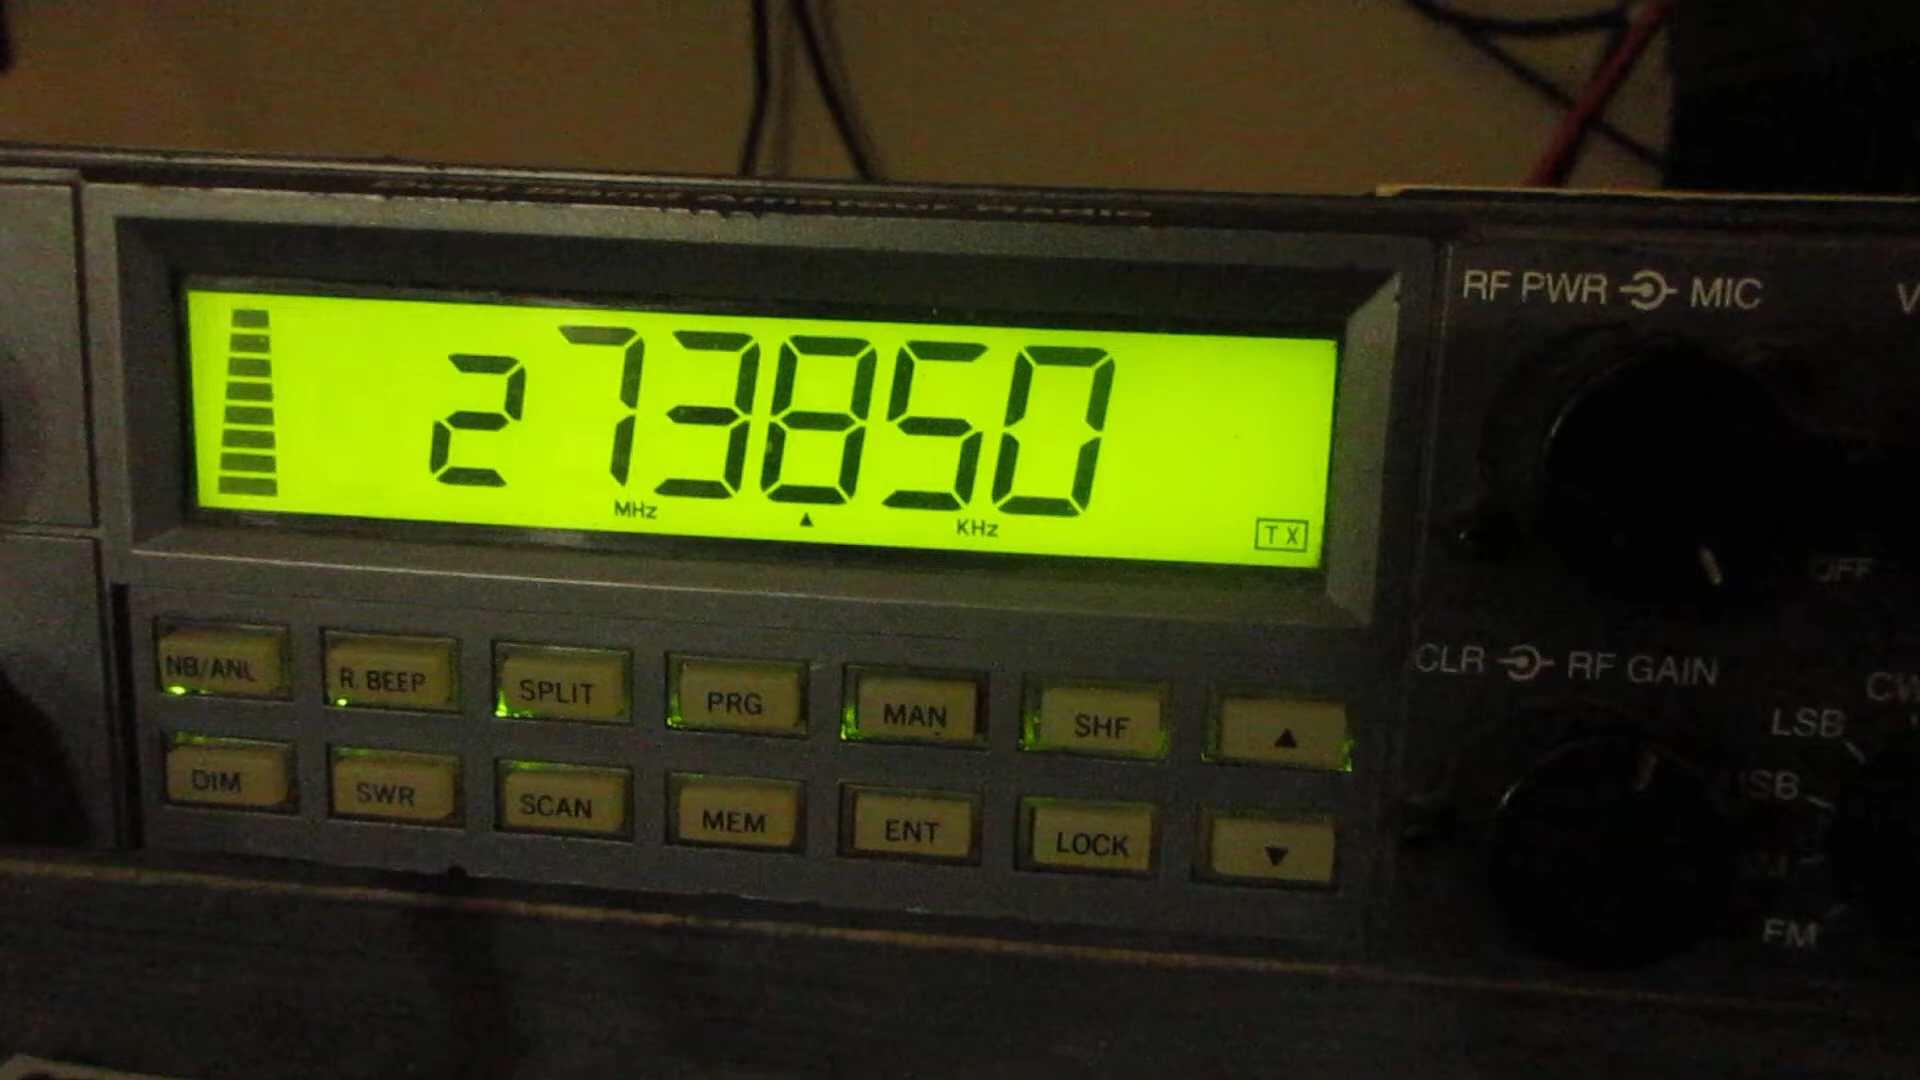 RF PWR MIC
273850
MHz KHz
TX
OFF
CLR RF GAIN
NB/ANL R. BEEP SPLIT PRG MAN SHF ▲
LSB
DIM SWR SCAN MEM ENT LOCK ▼
FM